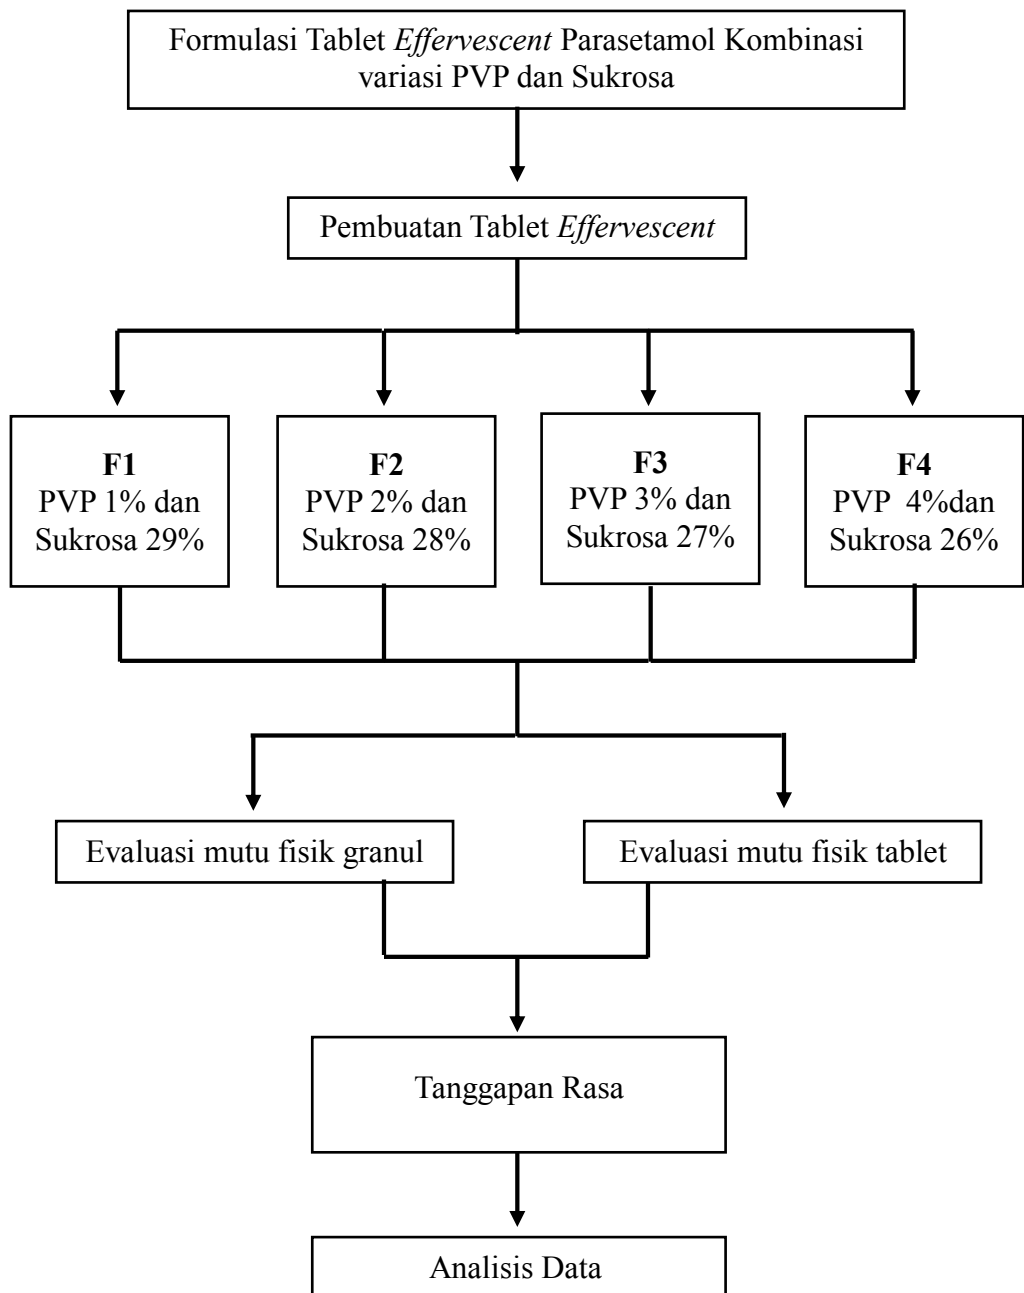 Formulasi Tablet Effervescent Parasetamol Kombinasi
variasi PVP dan Sukrosa
Pembuatan Tablet Effervescent
F1
PVP 1% dan
Sukrosa 29%
F2
PVP 2% dan
Sukrosa 28%
F3
PVP 3% dan
Sukrosa 27%
F4
PVP  4%dan
Sukrosa 26%
Evaluasi mutu fisik granul
Evaluasi mutu fisik tablet
Tanggapan Rasa
Analisis Data